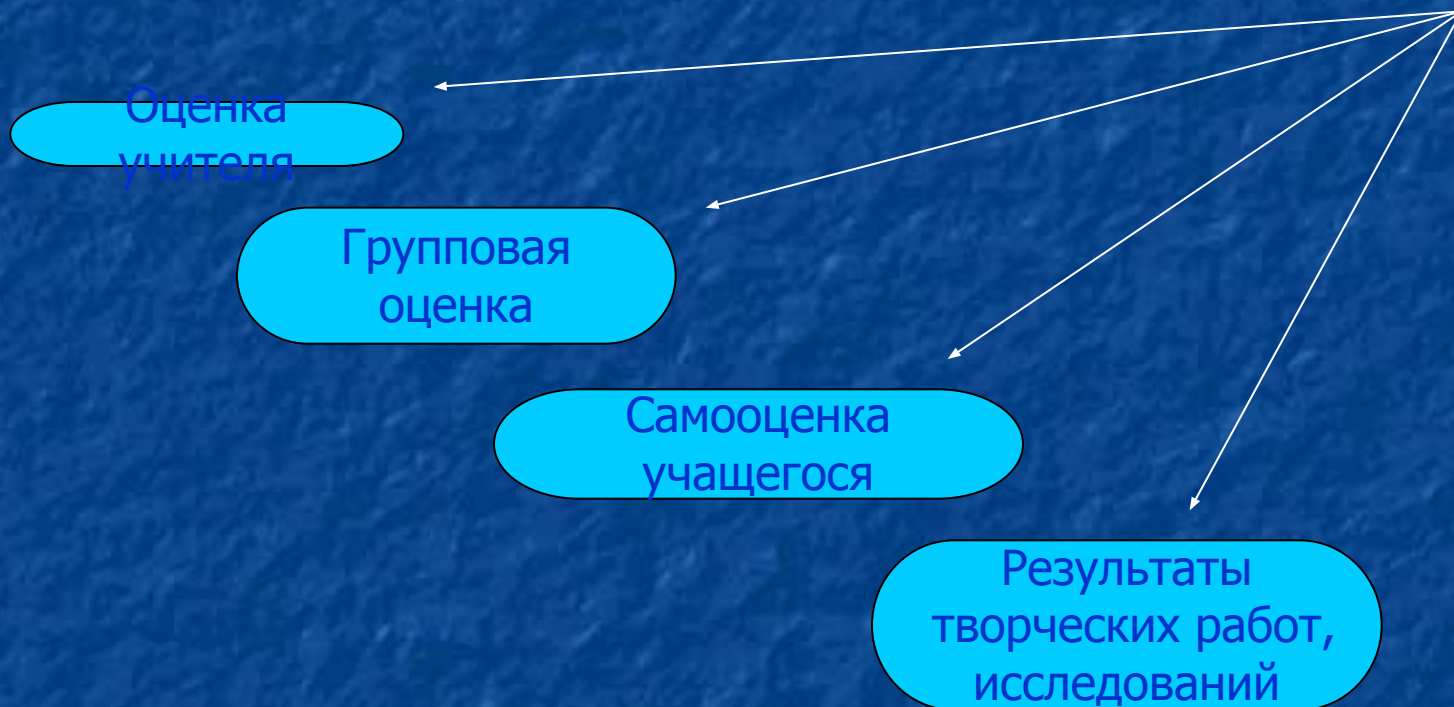 Оценка
учителя
Групповая
оценка
Самооценка
учащегося
Результаты
творческих работ,
исследований